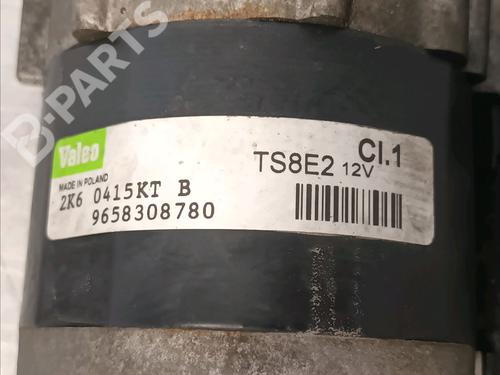 B-PARTS
Valeo
MADE IN POLAND
2K6 0415KT B
9658308780
TS8E2 12V
Cl.1